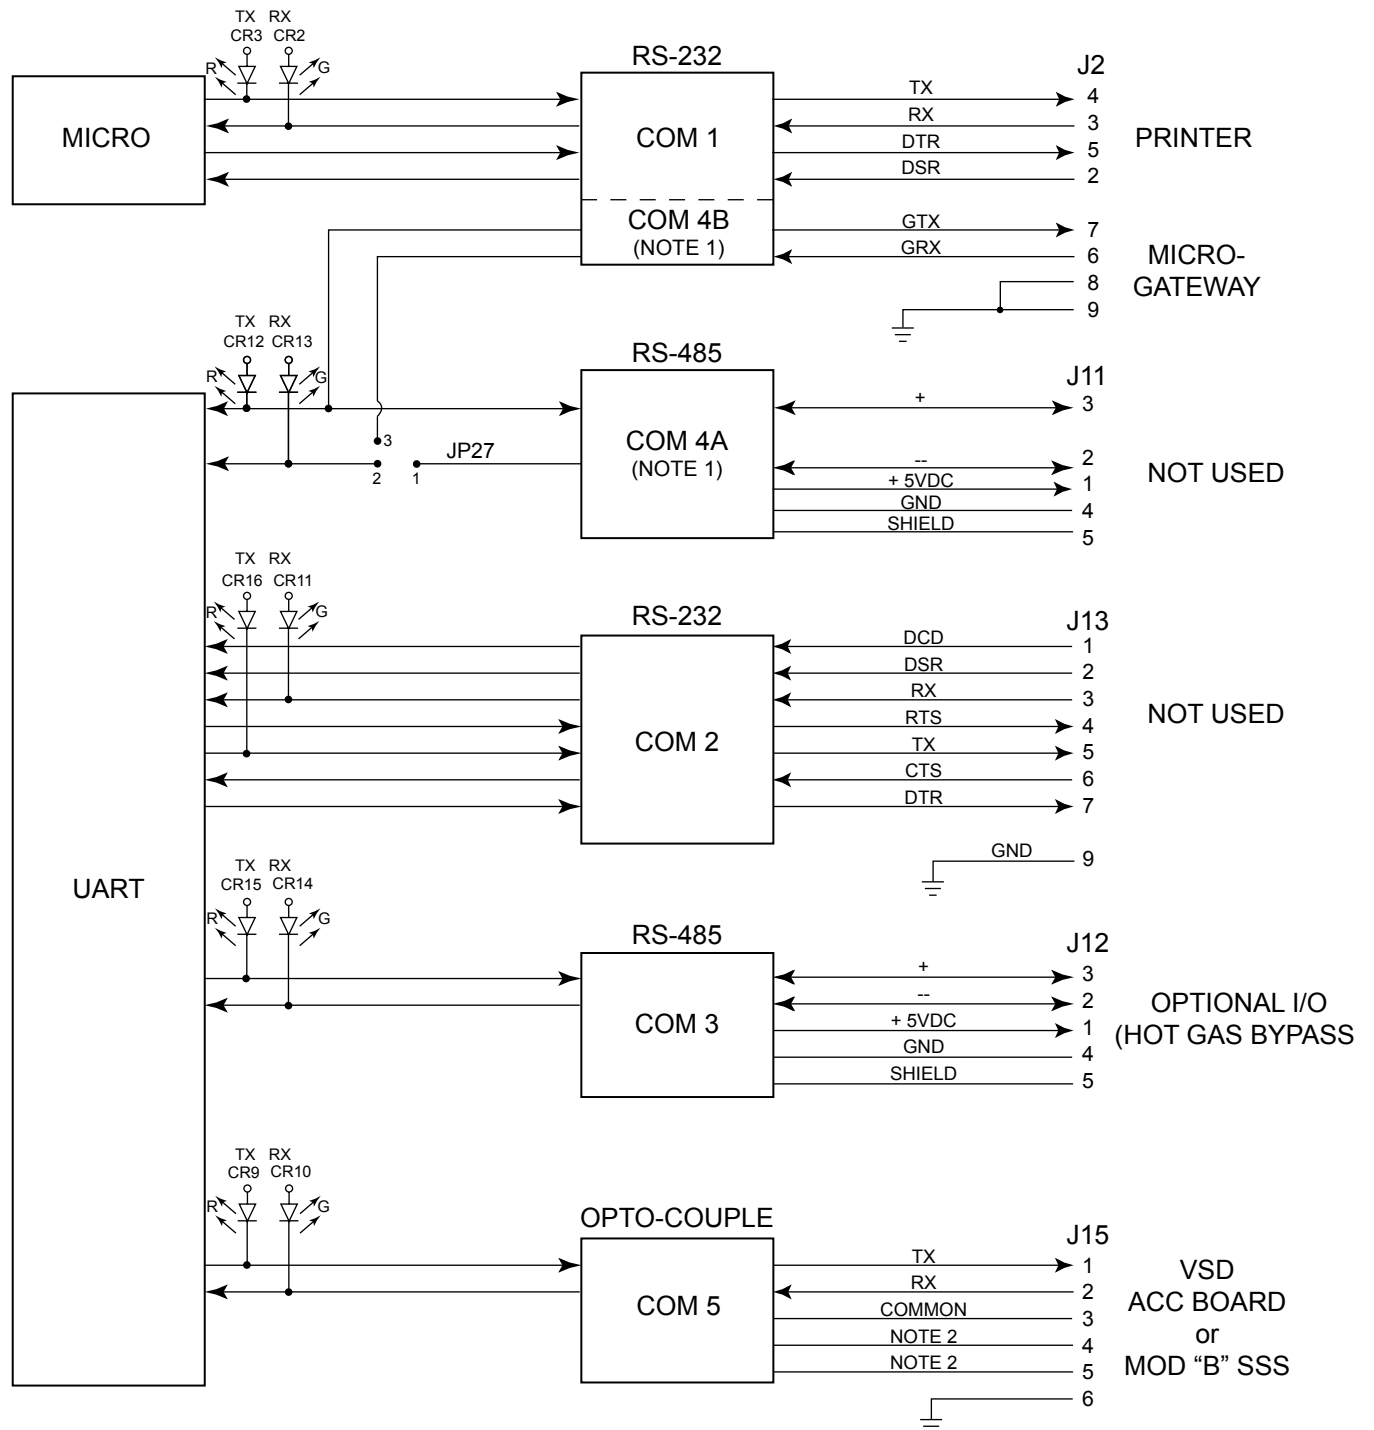 TX RX
CR3 CR2
R G
RS-232
J2
MICRO
COM 1
TX 4
RX 3
DTR 5
DSR 2
PRINTER
COM 4B
(NOTE 1)
GTX 7
GRX 6
8
9
MICRO-
GATEWAY
TX RX
CR12 CR13
R G
RS-485
J11
COM 4A
(NOTE 1)
3
JP27
2 1
+ 3
-- 2
+ 5VDC 1
GND 4
SHIELD 5
NOT USED
UART
TX RX
CR16 CR11
R G
RS-232
J13
COM 2
DCD 1
DSR 2
RX 3
RTS 4
TX 5
CTS 6
DTR 7
GND 9
NOT USED
TX RX
CR15 CR14
R G
RS-485
J12
COM 3
+ 3
-- 2
+ 5VDC 1
GND 4
SHIELD 5
OPTIONAL I/O
(HOT GAS BYPASS
TX RX
CR9 CR10
R G
OPTO-COUPLE
J15
COM 5
TX 1
RX 2
COMMON 3
NOTE 2 4
NOTE 2 5
6
VSD
ACC BOARD
or
MOD “B” SSS